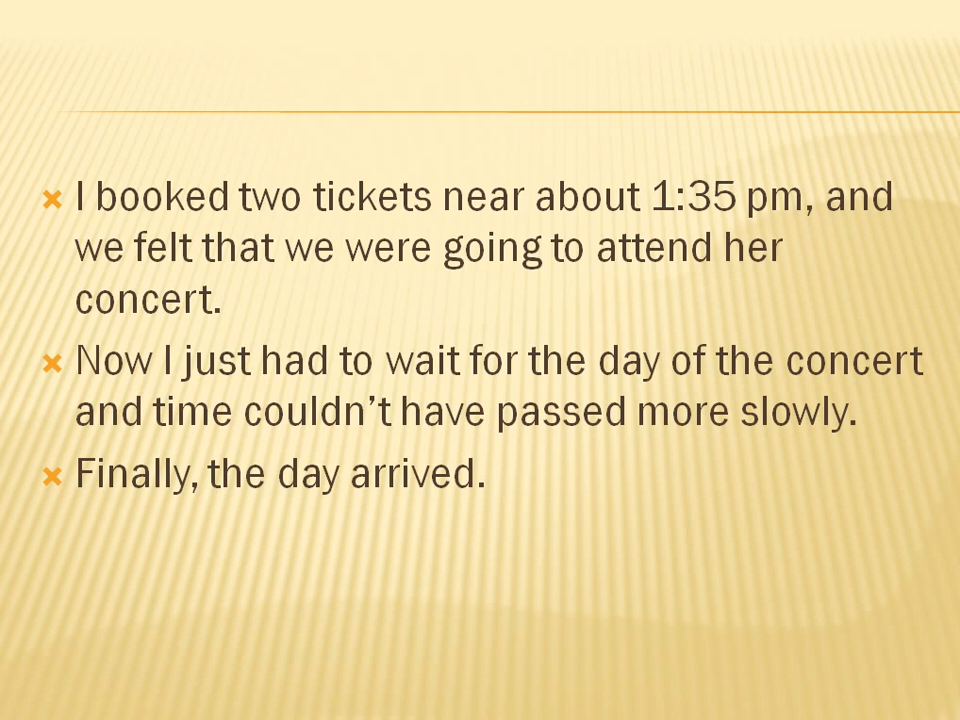 I booked two tickets near about 1:35 pm, and
we felt that we were going to attend her
concert.
Now I just had to wait for the day of the concert
and time couldn’t have passed more slowly.
Finally, the day arrived.